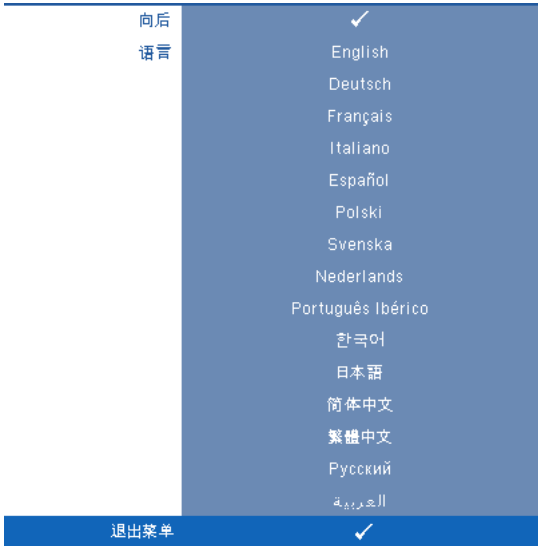 向后 ✓
语言 English
Deutsch
Français
Italiano
Español
Polski
Svenska
Nederlands
Português Ibérico
한국어
日本語
简体中文
繁體中文
Русский
العربية
退出菜单 ✓